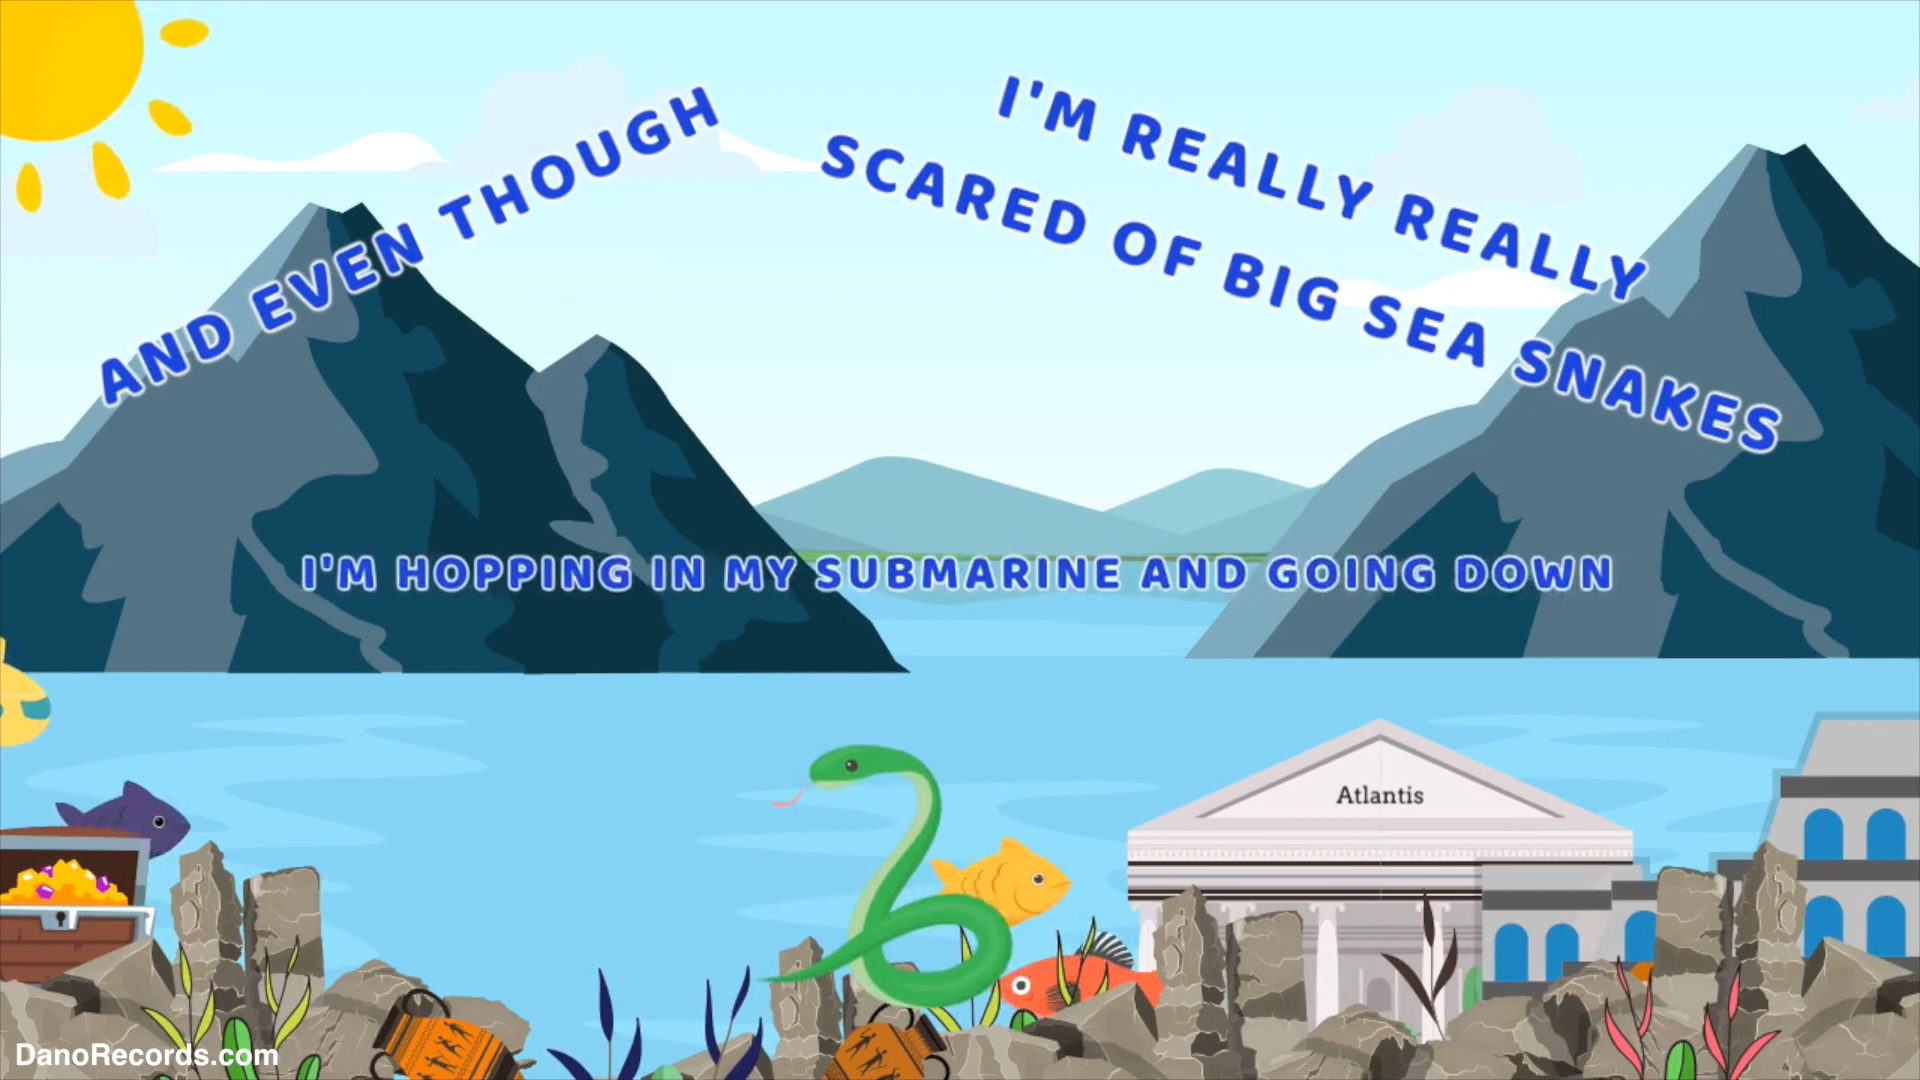 AND EVEN THOUGH
I'M REALLY REALLY
SCARED OF BIG SEA SNAKES
I'M HOPPING IN MY SUBMARINE AND GOING DOWN
Atlantis
DanoRecords.com